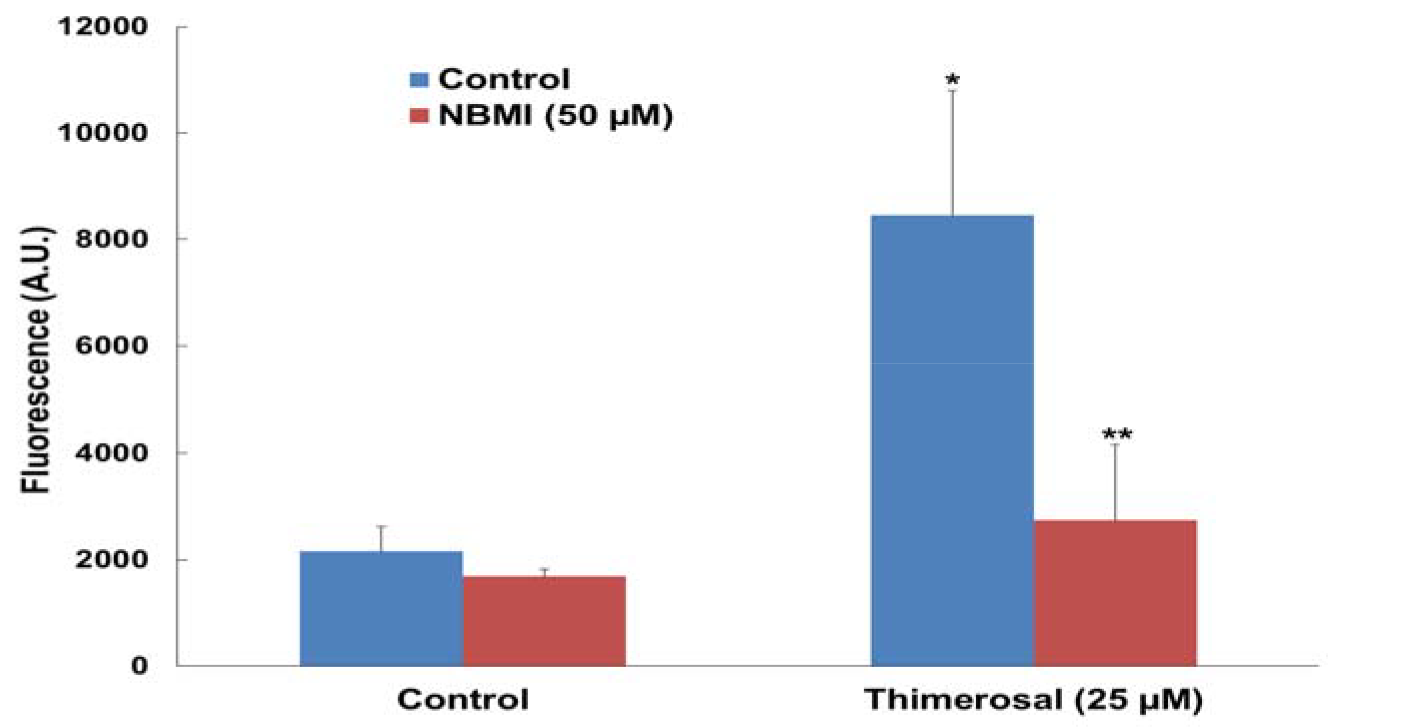 12000
10000
8000
6000
4000
2000
0
Fluorescence (A.U.)
Control
NBMI (50 µM)
*
**
Control
Thimerosal (25 µM)